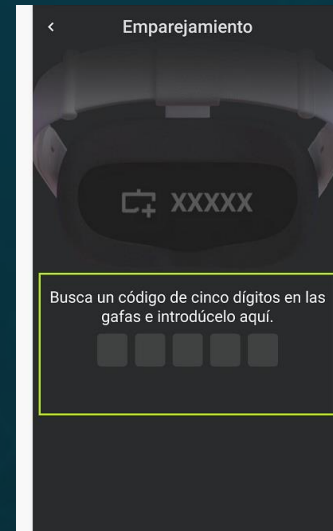 Emparejamiento
XXXXX
Busca un código de cinco dígitos en las
gafas e introdúcelo aquí.